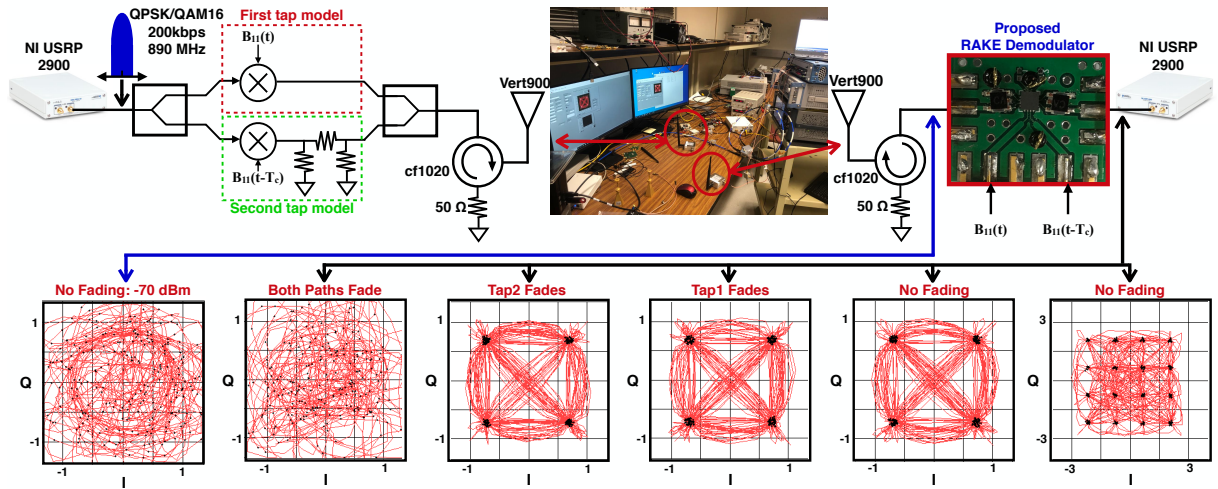 QPSK/QAM16
200kbps
890 MHz
NI USRP
2900
First tap model
B₁₁(t)
B₁₁(t-T꜀)
Second tap model
Vert900
cf1020
50 Ω
Vert900
cf1020
50 Ω
Proposed
RAKE Demodulator
NI USRP
2900
B₁₁(t)
B₁₁(t-T꜀)
No Fading: -70 dBm
1
Q
-1
-1 1
I
Both Paths Fade
1
Q
-1
-1 1
I
Tap2 Fades
1
Q
-1
-1 1
I
Tap1 Fades
1
Q
-1
-1 1
I
No Fading
1
Q
-1
-1 1
I
No Fading
3
Q
-3
-3 3
I